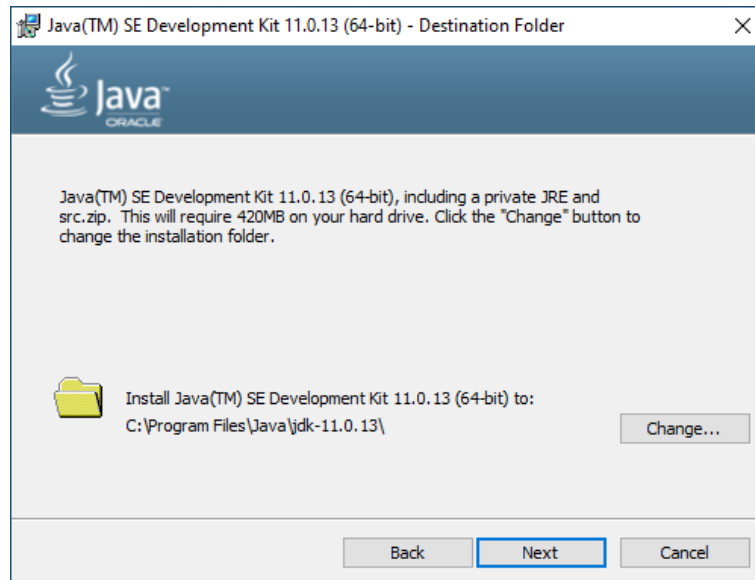 Java(TM) SE Development Kit 11.0.13 (64-bit) - Destination Folder
Java™
ORACLE
Java(TM) SE Development Kit 11.0.13 (64-bit), including a private JRE and
src.zip. This will require 420MB on your hard drive. Click the "Change" button to
change the installation folder.
Install Java(TM) SE Development Kit 11.0.13 (64-bit) to:
C:\Program Files\Java\jdk-11.0.13\
Change...
Back
Next
Cancel